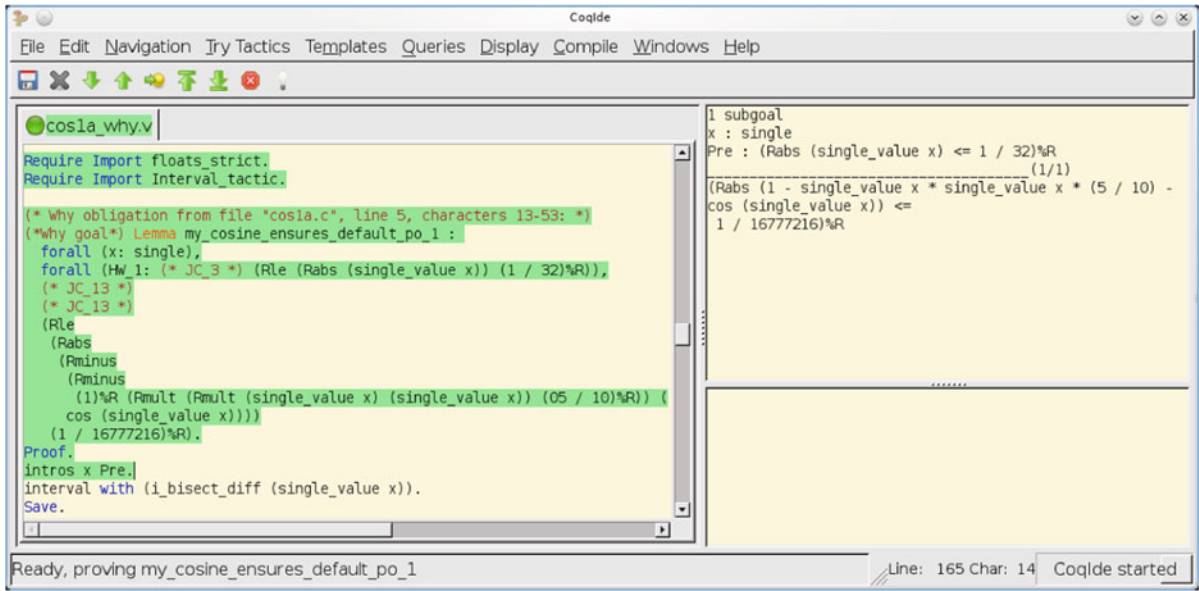 CoqIde
File Edit Navigation Try Tactics Templates Queries Display Compile Windows Help
cos1a_why.v
Require Import floats_strict.
Require Import Interval_tactic.
(* Why obligation from file "cos1a.c", line 5, characters 13-53: *)
(*Why goal*) Lemma my_cosine_ensures_default_po_1 :
forall (x: single),
forall (HW_1: (* JC_3 *) (Rle (Rabs (single_value x)) (1 / 32)%R)),
(* JC_13 *)
(* JC_13 *)
(Rle
(Rabs
(Rminus
(Rminus
(1)%R (Rmult (Rmult (single_value x) (single_value x)) (05 / 10)%R)) (
cos (single_value x))))
(1 / 16777216)%R).
Proof.
intros x Pre.
interval with (i_bisect_diff (single_value x)).
Save.
1 subgoal
x : single
Pre : (Rabs (single_value x) <= 1 / 32)%R
______________________________________(1/1)
(Rabs (1 - single_value x * single_value x * (5 / 10) -
cos (single_value x)) <=
1 / 16777216)%R
Ready, proving my_cosine_ensures_default_po_1
Line: 165 Char: 14
CoqIde started